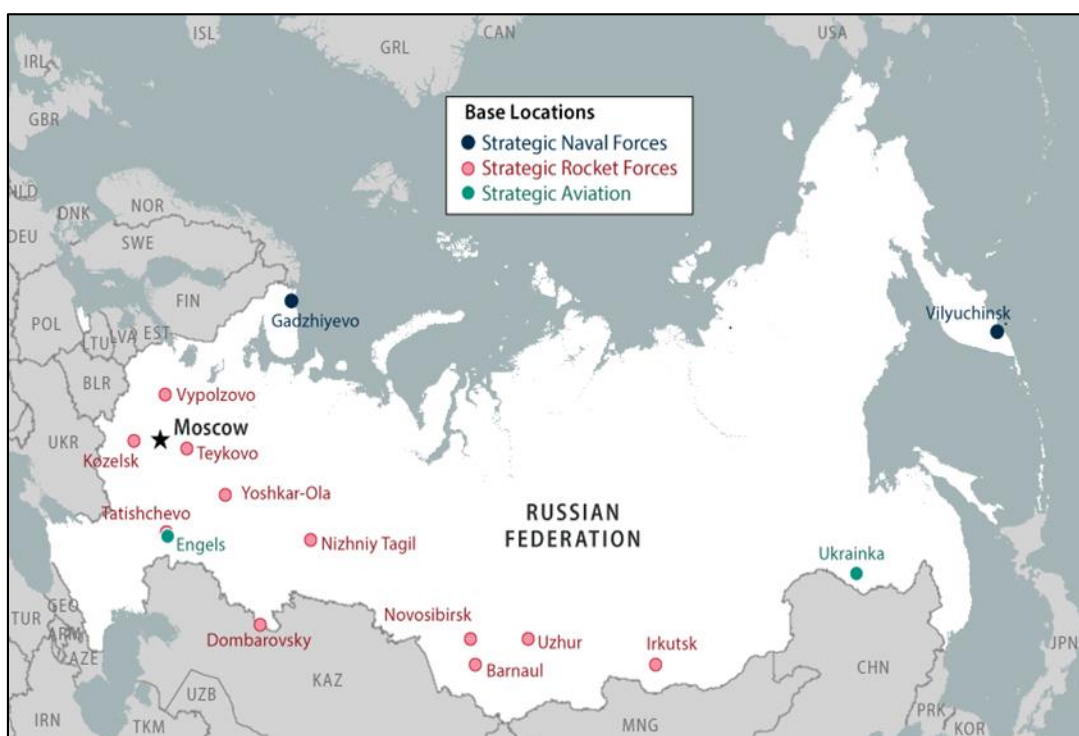 ISL
GRL
CAN
USA
IRL
GBR
Base Locations
Strategic Naval Forces
Strategic Rocket Forces
Strategic Aviation
NLD
DNK
NOR
DEU
SWE
FIN
Gadzhiyevo
Vilyuchinsk
POL
LTU
LVA
EST
BLR
Vypolzovo
UKR
Moscow
Kozelsk
Teykovo
Yoshkar-Ola
RUSSIAN
FEDERATION
Tatishchevo
Engels
Nizhniy Tagil
Ukrainka
TUR
GEO
ARM
AZE
Dombarovsky
Novosibirsk
Uzhur
Irkutsk
Barnaul
KAZ
CHN
JPN
UZB
IRN
TKM
MNG
PRK
KOR